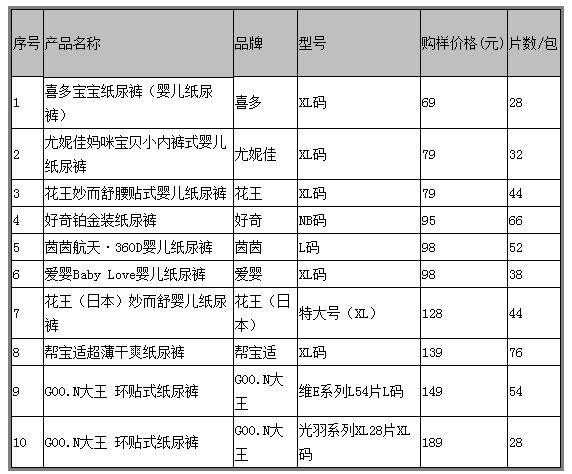 序号 产品名称 品牌 型号 购样价格(元) 片数/包
1 喜多宝宝纸尿裤（婴儿纸尿
裤） 喜多 XL码 69 28
2 尤妮佳妈咪宝贝小内裤式婴儿
纸尿裤 尤妮佳 XL码 79 32
3 花王妙而舒腰贴式婴儿纸尿裤 花王 XL码 79 44
4 好奇铂金装纸尿裤 好奇 NB码 95 66
5 茵茵航天·360D婴儿纸尿裤 茵茵 L码 98 52
6 爱婴Baby Love婴儿纸尿裤 爱婴 XL码 98 38
7 花王（日本）妙而舒婴儿纸尿
裤 花王（日
本） 特大号（XL） 128 44
8 帮宝适超薄干爽纸尿裤 帮宝适 XL码 139 76
9 GOO.N大王 环贴式纸尿裤 GOO.N大
王 维E系列L54片L码 149 54
10 GOO.N大王 环贴式纸尿裤 GOO.N大
王 光羽系列XL28片XL
码 189 28